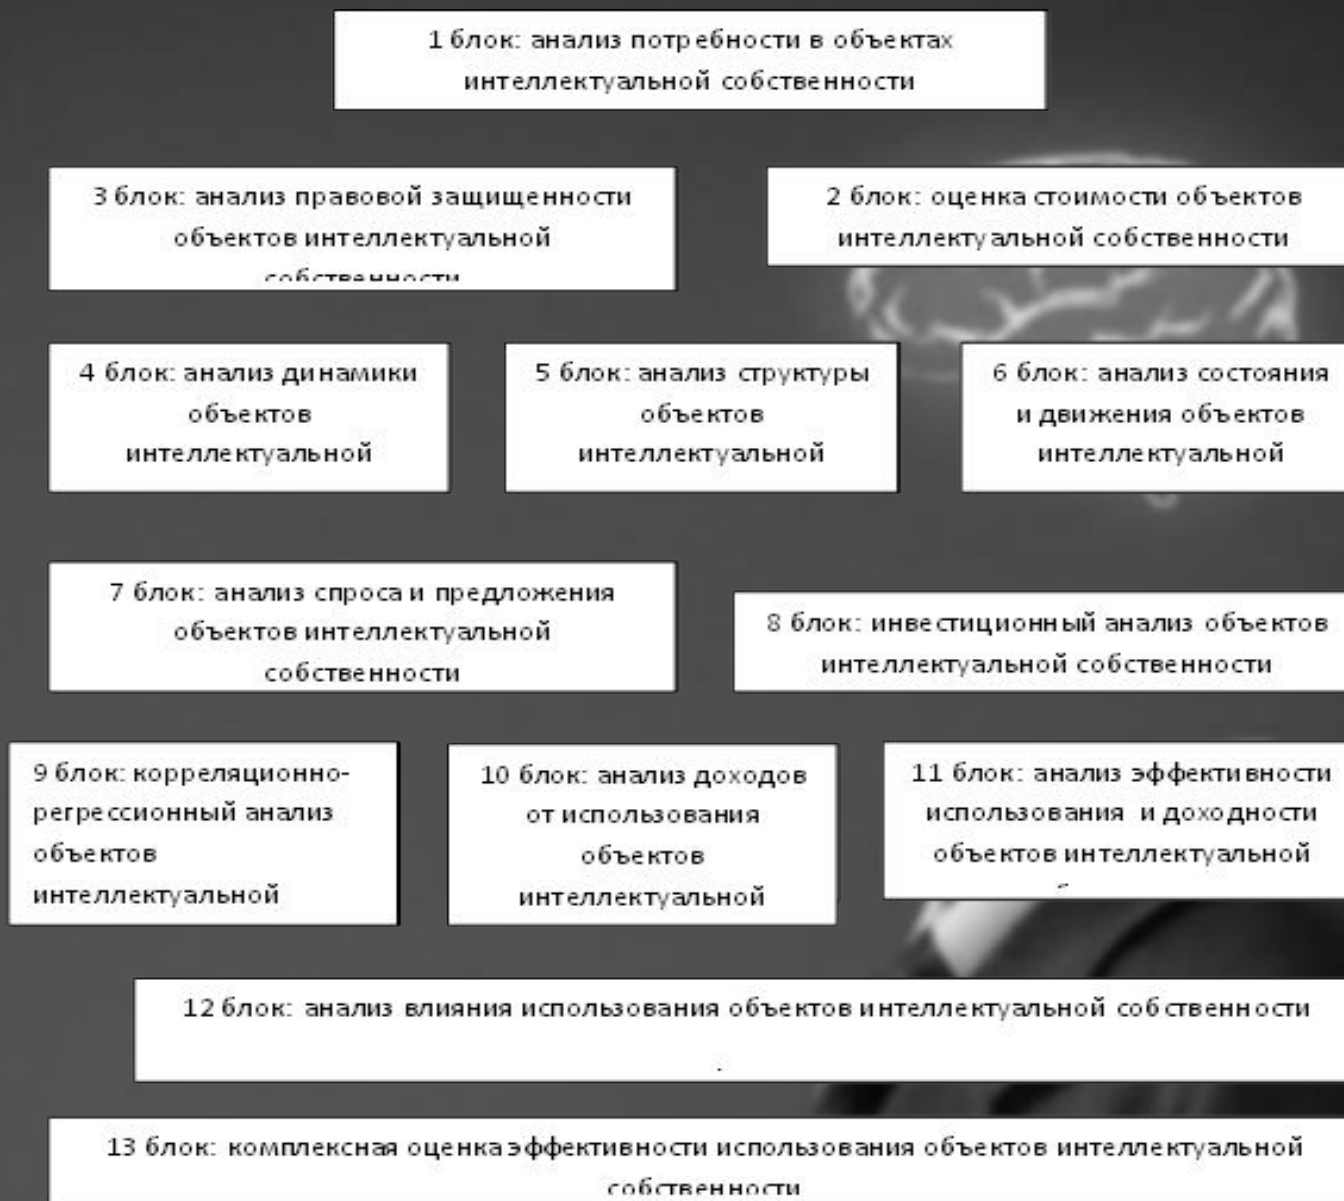 1 блок: анализ потребности в объектах
интеллектуальной собственности
3 блок: анализ правовой защищенности
объектов интеллектуальной
собственности
2 блок: оценка стоимости объектов
интеллектуальной собственности
4 блок: анализ динамики
объектов
интеллектуальной
5 блок: анализ структуры
объектов
интеллектуальной
6 блок: анализ состояния
и движения объектов
интеллектуальной
7 блок: анализ спроса и предложения
объектов интеллектуальной
собственности
8 блок: инвестиционный анализ объектов
интеллектуальной собственности
9 блок: корреляционно-
регрессионный анализ
объектов
интеллектуальной
10 блок: анализ доходов
от использования
объектов
интеллектуальной
11 блок: анализ эффективности
использования и доходности
объектов интеллектуальной
12 блок: анализ влияния использования объектов интеллектуальной собственности
13 блок: комплексная оценка эффективности использования объектов интеллектуальной
собственности